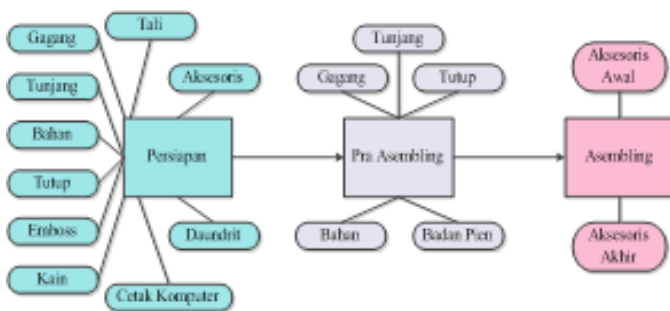 Tali
Gagang
Tunjang
Aksesoris
Bahan
Tutup
Emboss
Kain
Persiapan
Daundrit
Cetak Komputer
Tunjang
Gagang
Tutup
Pra Asembling
Bahan
Badan Pien
Aksesoris
Awal
Asembling
Aksesoris
Akhir